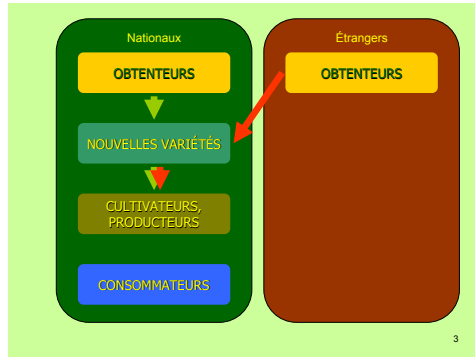 Nationaux
OBTENTEURS
NOUVELLES VARIÉTÉS
CULTIVATEURS,
PRODUCTEURS
CONSOMMATEURS
Étrangers
OBTENTEURS
3